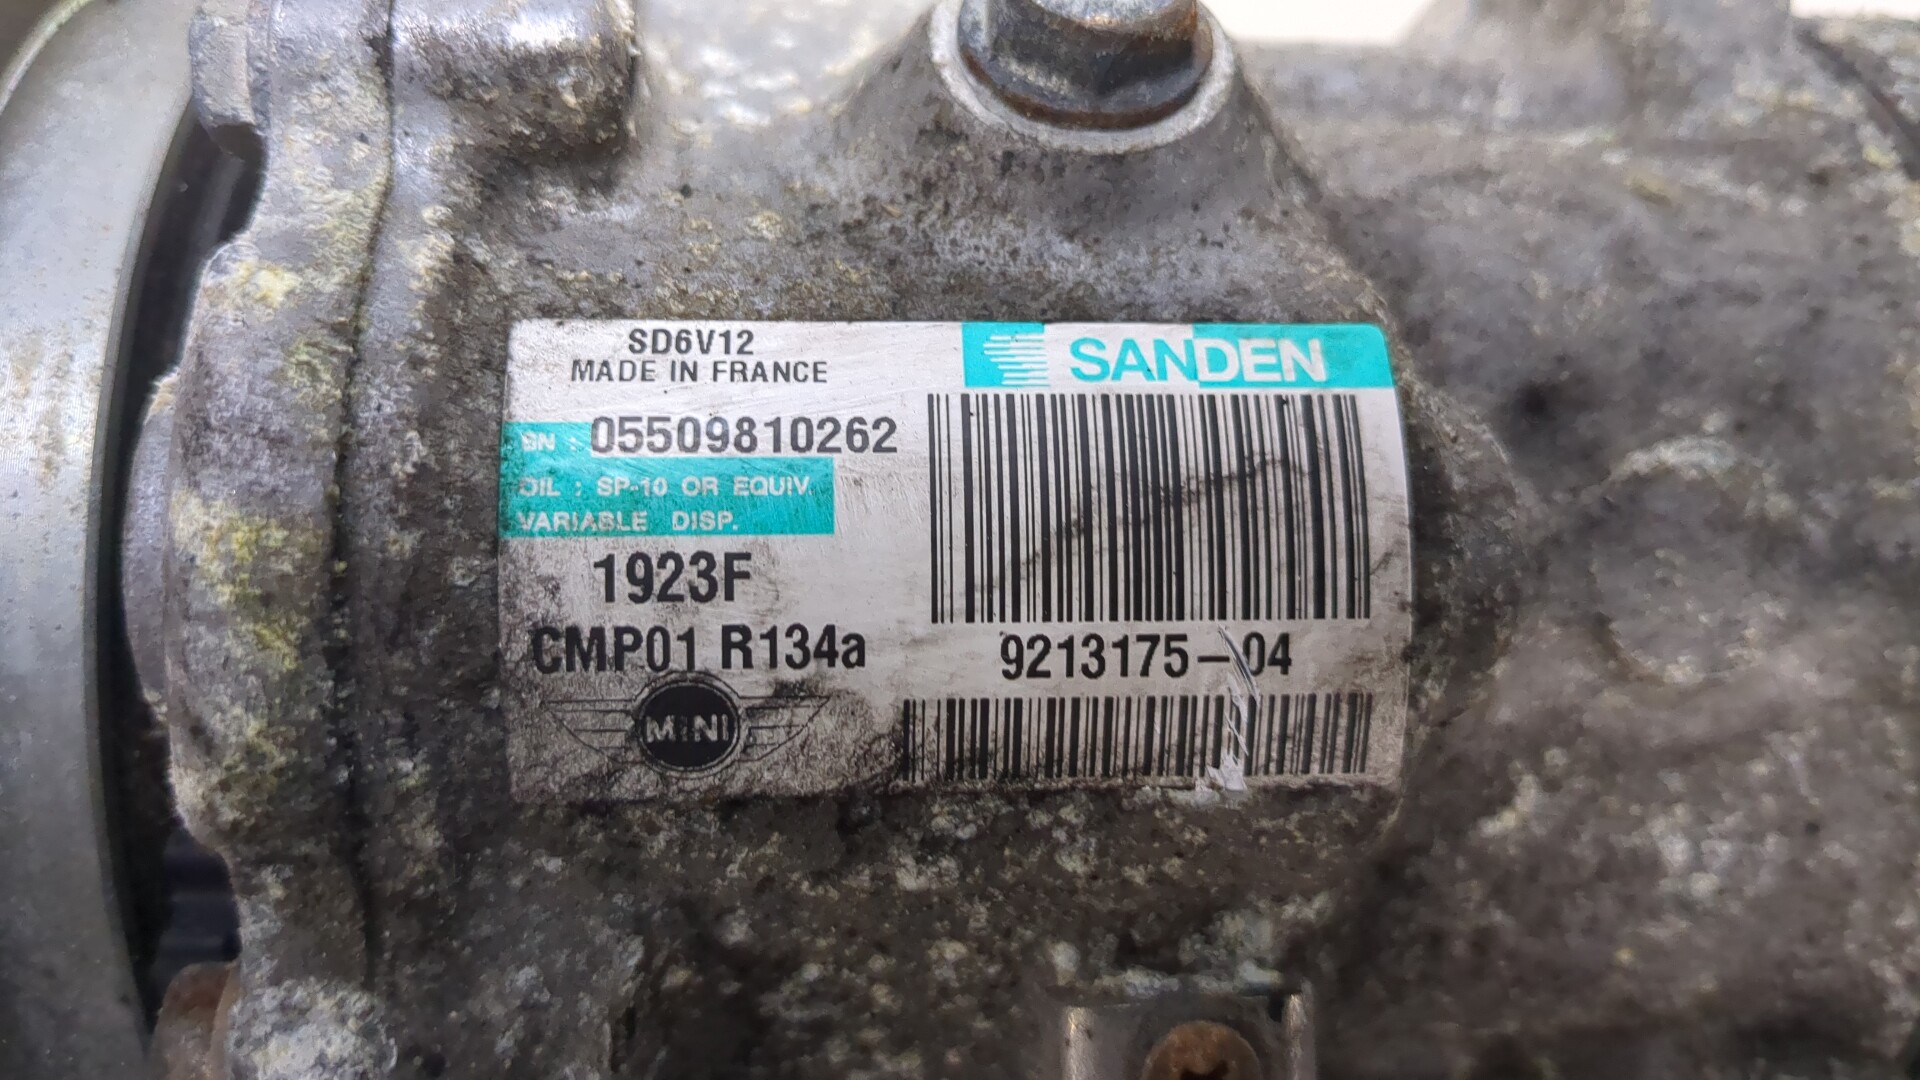 SD6V12
MADE IN FRANCE
SANDEN
SN : 05509810262
OIL : SP-10 OR EQUIV.
VARIABLE DISP.
1923F
CMP01 R134a
9213175-04
MINI